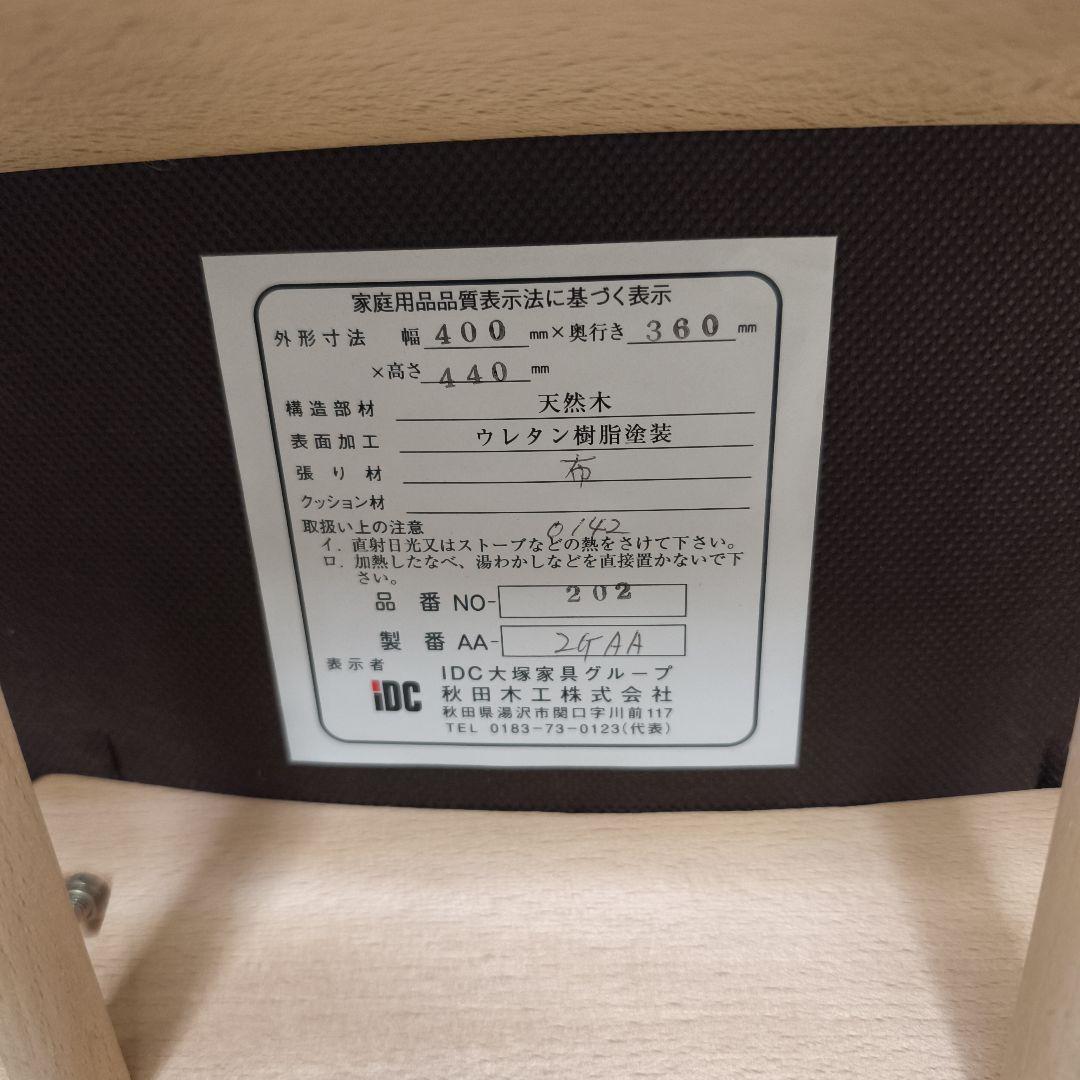 家庭用品品質表示法に基づく表示
外形寸法 幅 400 mm×奥行き 360 mm
×高さ 440 mm
構造部材 天然木
表面加工 ウレタン樹脂塗装
張り材 布
クッション材
取扱い上の注意 0142
イ．直射日光又はストーブなどの熱をさけて下さい。
ロ．加熱したなべ、湯わかしなどを直接置かないで下
さい。
品番 NO- 202
製番 AA- 2GAA
表示者
iDC IDC大塚家具グループ
秋田木工株式会社
秋田県湯沢市関口字川前117
TEL 0183-73-0123(代表)